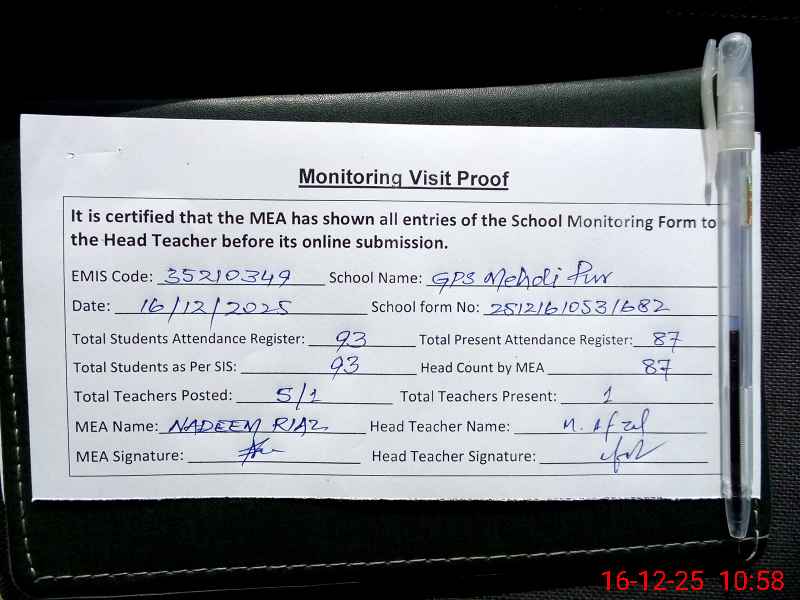 Monitoring Visit Proof
It is certified that the MEA has shown all entries of the School Monitoring Form to
the Head Teacher before its online submission.
EMIS Code: 35210349 School Name: GPS Mehdi Pur
Date: 16/12/2025 School form No: 28121610531682
Total Students Attendance Register: 93 Total Present Attendance Register: 87
Total Students as Per SIS: 93 Head Count by MEA 87
Total Teachers Posted: 5/1 Total Teachers Present: 1
MEA Name: NADEEM RIAZ Head Teacher Name: M. Afzal
MEA Signature: Head Teacher Signature:
16-12-25 10:58